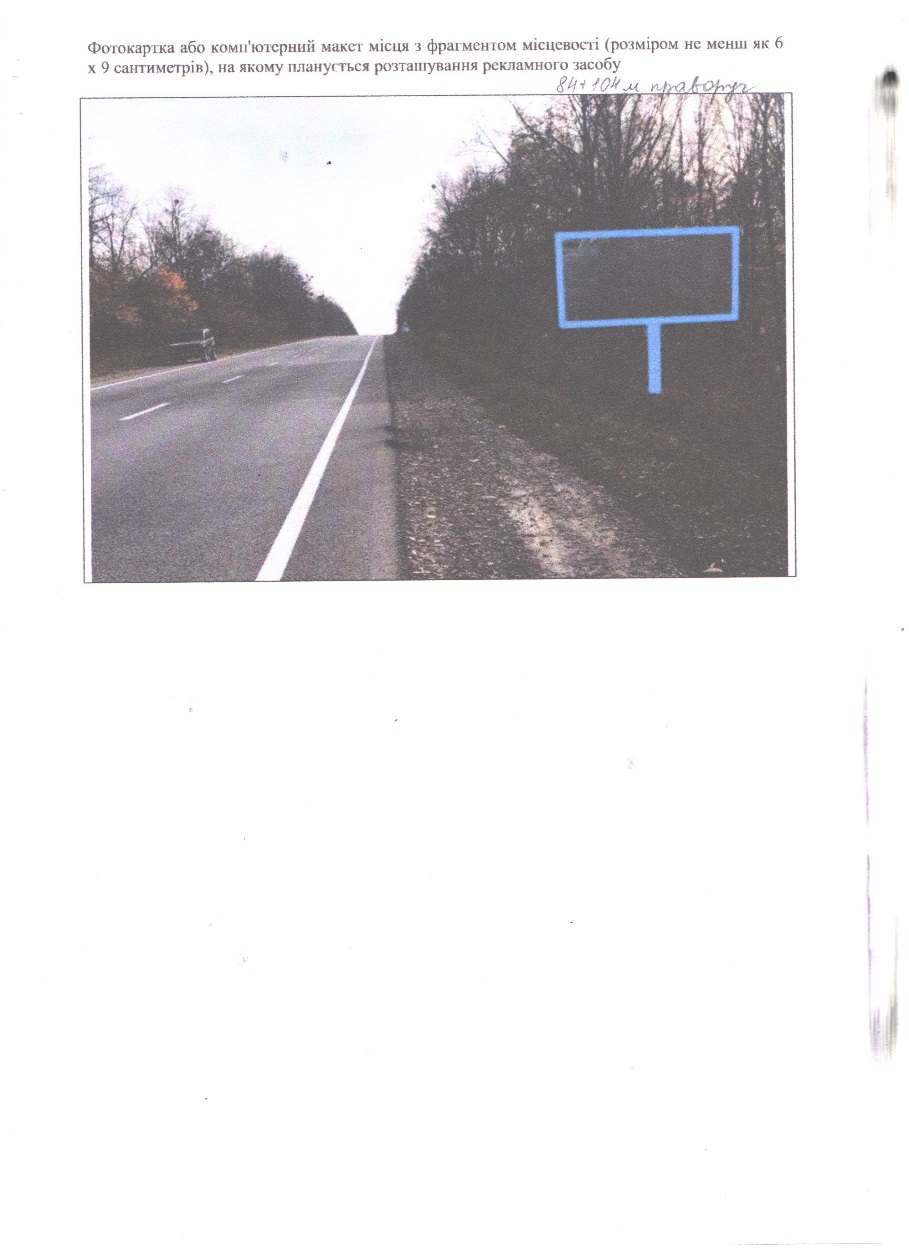 Фотокартка або комп'ютерний макет місця з фрагментом місцевості (розміром не менш як 6
х 9 сантиметрів), на якому планується розташування рекламного засобу
84+104 м праворуч